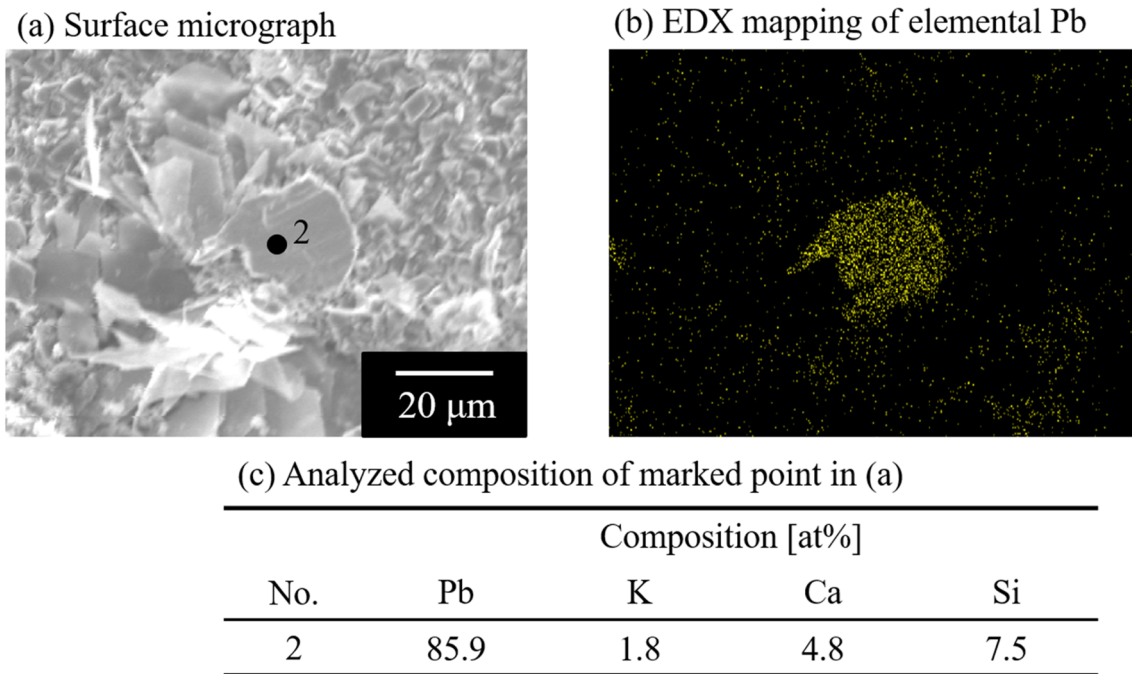 (a) Surface micrograph
(b) EDX mapping of elemental Pb
2
20 μm
(c) Analyzed composition of marked point in (a)
Composition [at%]
No. Pb K Ca Si
2 85.9 1.8 4.8 7.5